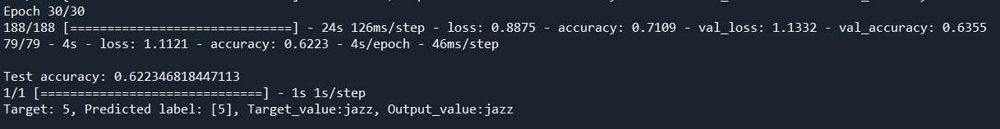 Epoch 30/30
188/188 [==============================] - 24s 126ms/step - loss: 0.8875 - accuracy: 0.7109 - val_loss: 1.1332 - val_accuracy: 0.6355
79/79 - 4s - loss: 1.1121 - accuracy: 0.6223 - 4s/epoch - 46ms/step
Test accuracy: 0.622346818447113
1/1 [==============================] - 1s 1s/step
Target: 5, Predicted label: [5], Target_value:jazz, Output_value:jazz